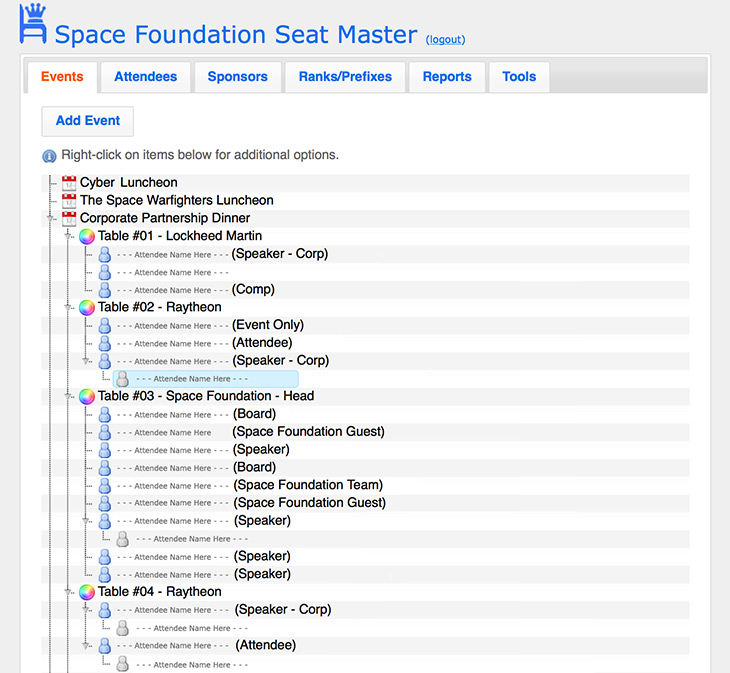 Space Foundation Seat Master (logout)
Events Attendees Sponsors Ranks/Prefixes Reports Tools
Add Event
Right-click on items below for additional options.
Cyber Luncheon
The Space Warfighters Luncheon
Corporate Partnership Dinner
Table #01 - Lockheed Martin
- - - Attendee Name Here - - - (Speaker - Corp)
- - - Attendee Name Here - - -
- - - Attendee Name Here - - - (Comp)
Table #02 - Raytheon
- - - Attendee Name Here - - - (Event Only)
- - - Attendee Name Here - - - (Attendee)
- - - Attendee Name Here - - - (Speaker - Corp)
- - - Attendee Name Here - - -
Table #03 - Space Foundation - Head
- - - Attendee Name Here - - - (Board)
- - - Attendee Name Here (Space Foundation Guest)
- - - Attendee Name Here - - - (Speaker)
- - - Attendee Name Here - - - (Board)
- - - Attendee Name Here - - - (Space Foundation Team)
- - - Attendee Name Here - - - (Space Foundation Guest)
- - - Attendee Name Here - - - (Speaker)
- - - Attendee Name Here - - -
- - - Attendee Name Here - - - (Speaker)
- - - Attendee Name Here - - - (Speaker)
Table #04 - Raytheon
- - - Attendee Name Here - - - (Speaker - Corp)
- - - Attendee Name Here - - -
- - - Attendee Name Here - - - (Attendee)
- - - Attendee Name Here - - -